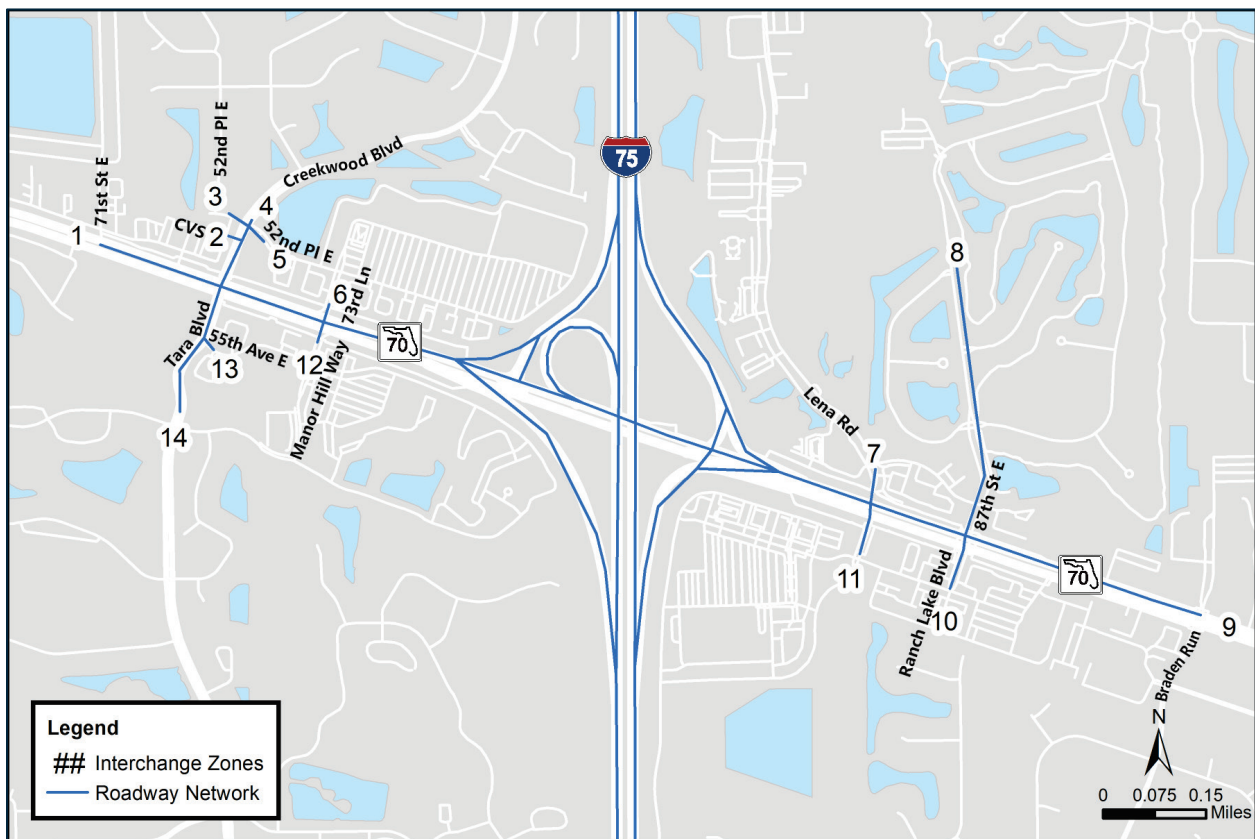 75
71st St E
52nd Pl E
Creekwood Blvd
3
4
CVS
2
52nd Pl E
1
5
6
73rd Ln
8
70
Tara Blvd
55th Ave E
12
13
Manor Hill Way
14
Lena Rd
7
87th St E
11
Ranch Lake Blvd
10
70
9
Braden Run
Legend
## Interchange Zones
Roadway Network
N
0 0.075 0.15
Miles